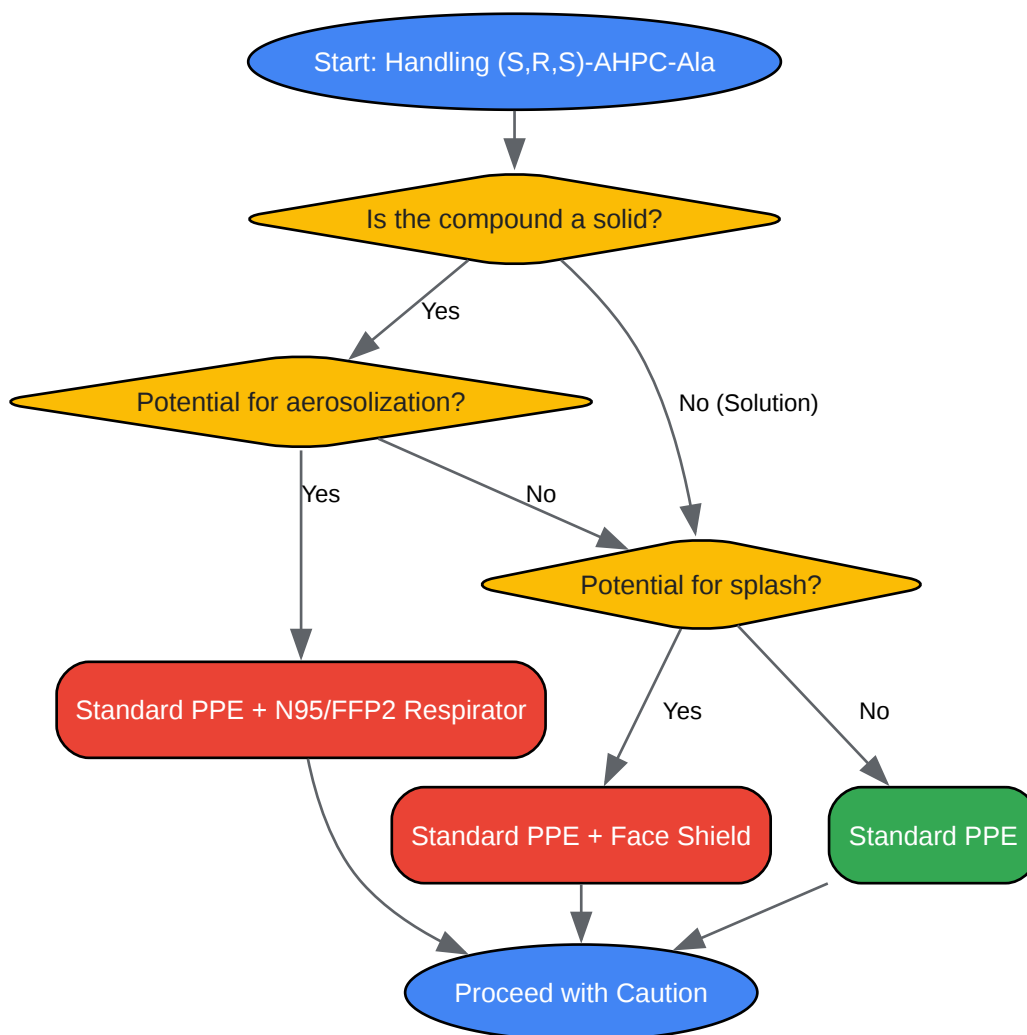 Start: Handling (S,R,S)-AHPC-Ala
Is the compound a solid?
Yes
Potential for aerosolization?
No (Solution)
Yes
No
Potential for splash?
Standard PPE + N95/FFP2 Respirator
Yes
No
Standard PPE + Face Shield
Standard PPE
Proceed with Caution